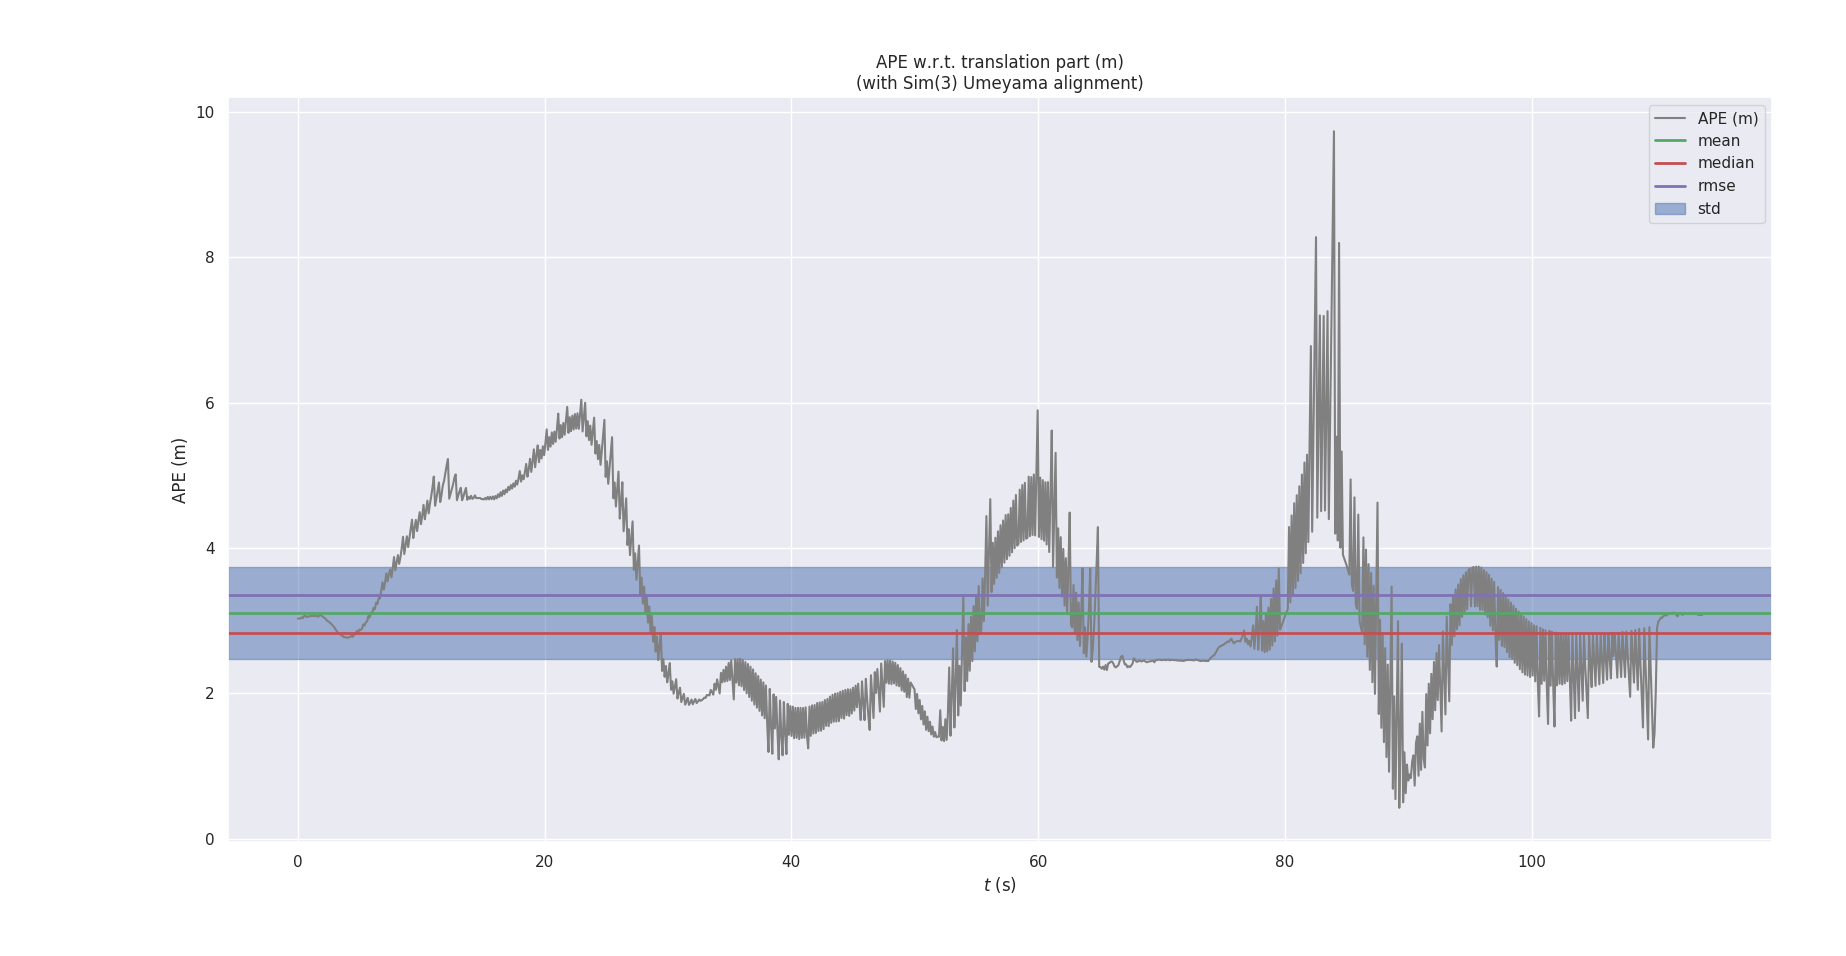 APE w.r.t. translation part (m)
(with Sim(3) Umeyama alignment)
10
8
6
4
2
0
APE (m)
0 20 40 60 80 100
t (s)
APE (m)
mean
median
rmse
std